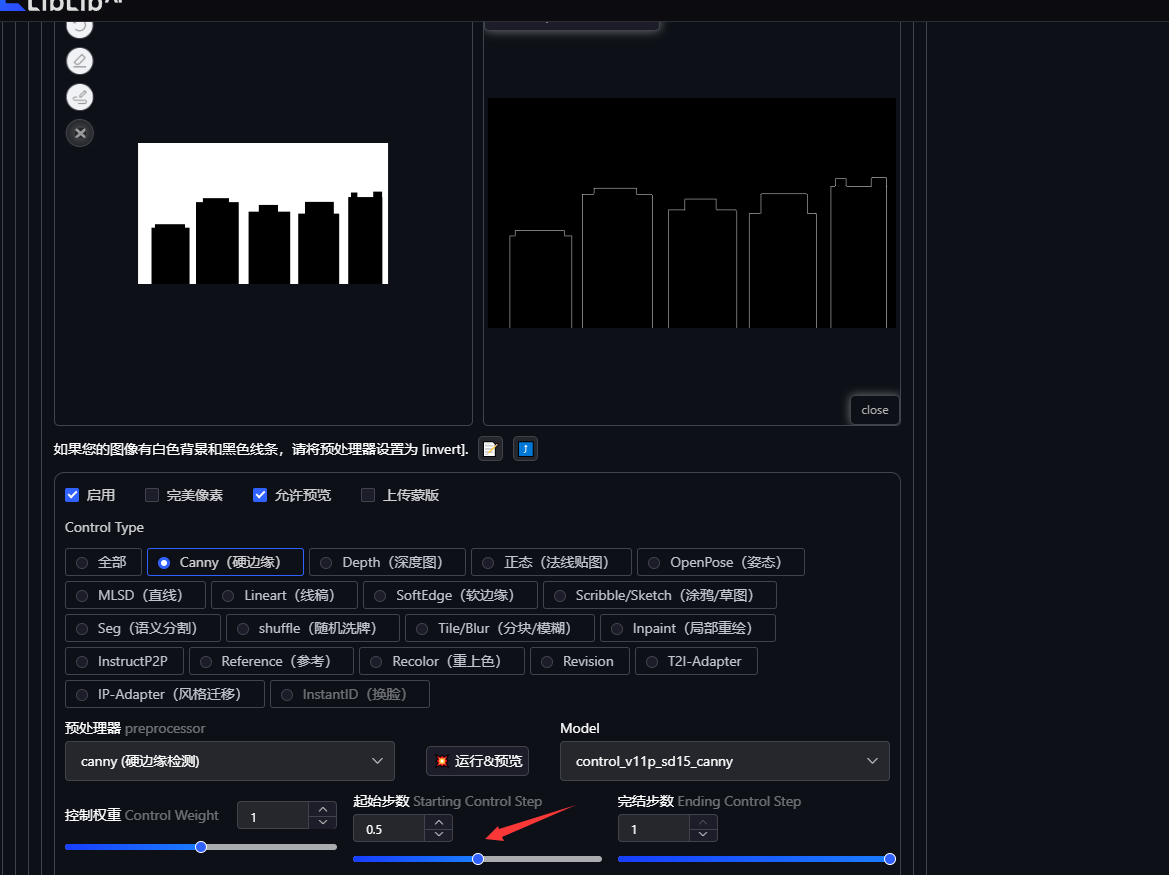 LibLib AI
close
如果您的图像有白色背景和黑色线条，请将预处理器设置为 [invert].
启用 完美像素 允许预览 上传蒙版
Control Type
全部 Canny（硬边缘） Depth（深度图） 正态（法线贴图） OpenPose（姿态）
MLSD（直线） Lineart（线稿） SoftEdge（软边缘） Scribble/Sketch（涂鸦/草图）
Seg（语义分割） shuffle（随机洗牌） Tile/Blur（分块/模糊） Inpaint（局部重绘）
InstructP2P Reference（参考） Recolor（重上色） Revision T2I-Adapter
IP-Adapter（风格迁移） InstantID（换脸）
预处理器 preprocessor Model
canny (硬边缘检测) 运行&预览 control_v11p_sd15_canny
控制权重 Control Weight 1 起始步数 Starting Control Step 完结步数 Ending Control Step
0.5 1